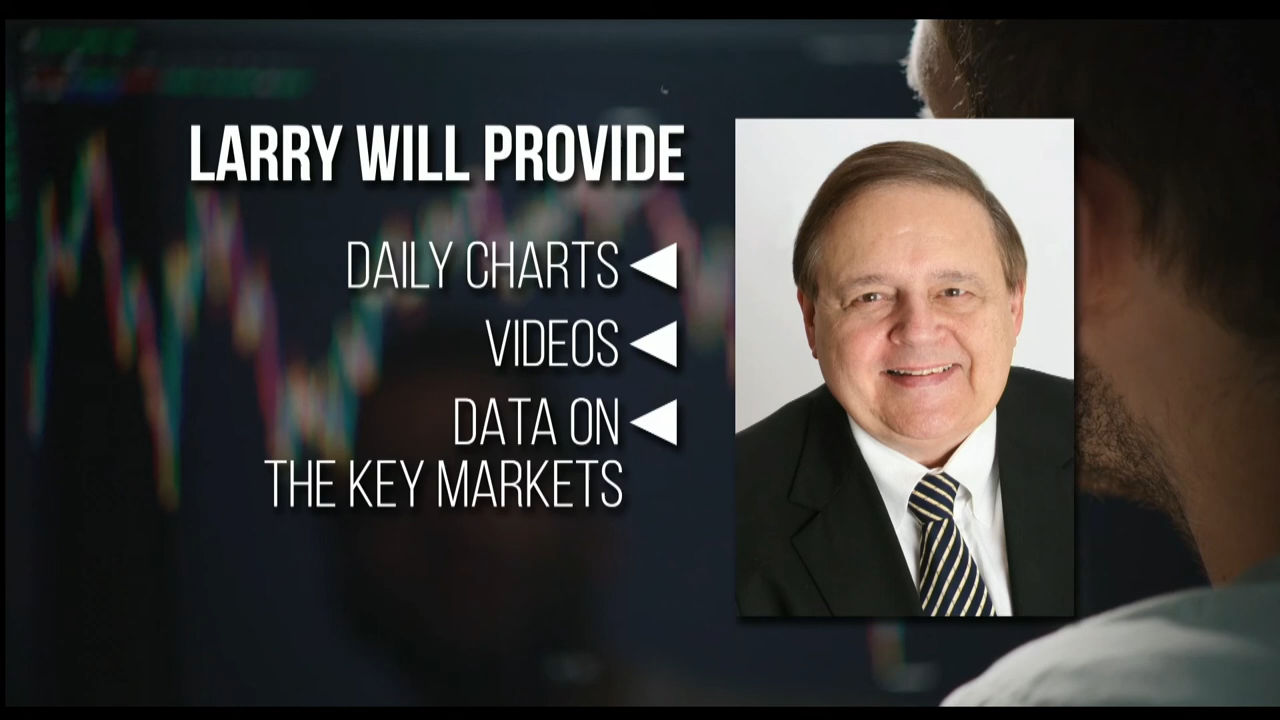 LARRY WILL PROVIDE
DAILY CHARTS
VIDEOS
DATA ON
THE KEY MARKETS